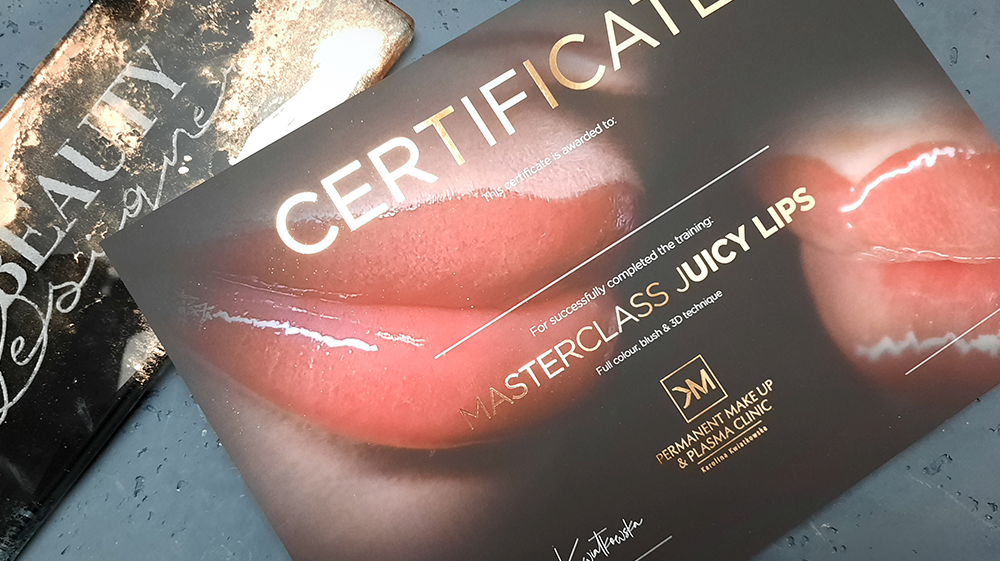 BEAUTY
CERTIFICATE
This certificate is awarded to:
For successfully completed the training:
MASTERCLASS JUICY LIPS
Full colour, blush & 3D technique
KM
PERMANENT MAKE UP
& PLASMA CLINIC
Karolina Kwiatkowska
Kwiatkowska